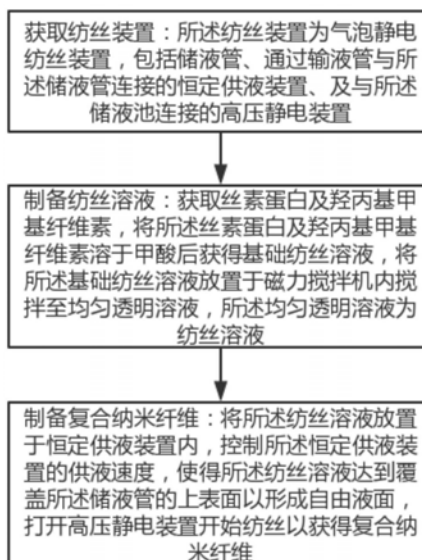 获取纺丝装置：所述纺丝装置为气泡静电
纺丝装置，包括储液管、通过输液管与所
述储液管连接的恒定供液装置、及与所述
储液池连接的高压静电装置
制备纺丝溶液：获取丝素蛋白及羟丙基甲
基纤维素，将所述丝素蛋白及羟丙基甲基
纤维素溶于甲酸后获得基础纺丝溶液，将
所述基础纺丝溶液放置于磁力搅拌机内搅
拌至均匀透明溶液，所述均匀透明溶液为
纺丝溶液
制备复合纳米纤维：将所述纺丝溶液放置
于恒定供液装置内，控制所述恒定供液装
置的供液速度，使得所述纺丝溶液达到覆
盖所述储液管的上表面以形成自由液面，
打开高压静电装置开始纺丝以获得复合纳
米纤维